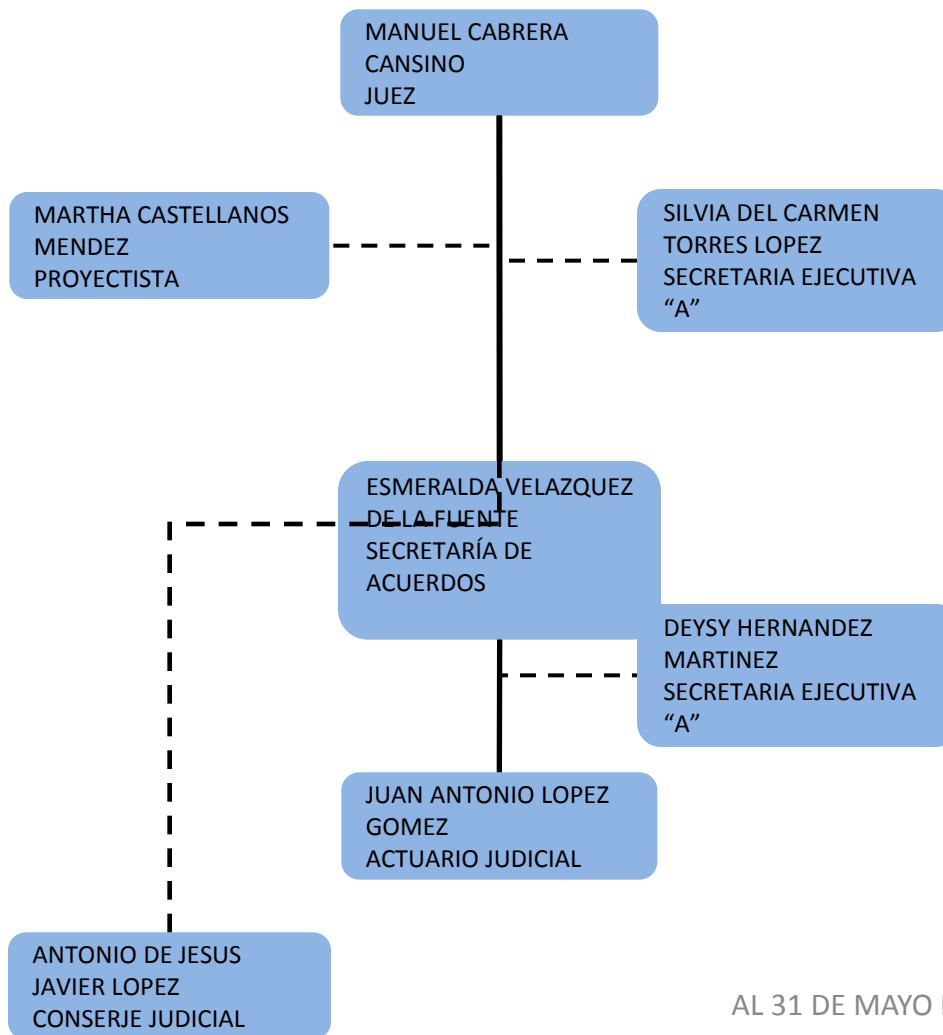 MANUEL CABRERA
CANSINO
JUEZ
MARTHA CASTELLANOS
MENDEZ
PROYECTISTA
SILVIA DEL CARMEN
TORRES LOPEZ
SECRETARIA EJECUTIVA
“A”
ESMERALDA VELAZQUEZ
DE LA FUENTE
SECRETARÍA DE
ACUERDOS
DEYSY HERNANDEZ
MARTINEZ
SECRETARIA EJECUTIVA
“A”
JUAN ANTONIO LOPEZ
GOMEZ
ACTUARIO JUDICIAL
ANTONIO DE JESUS
JAVIER LOPEZ
CONSERJE JUDICIAL
AL 31 DE MAYO